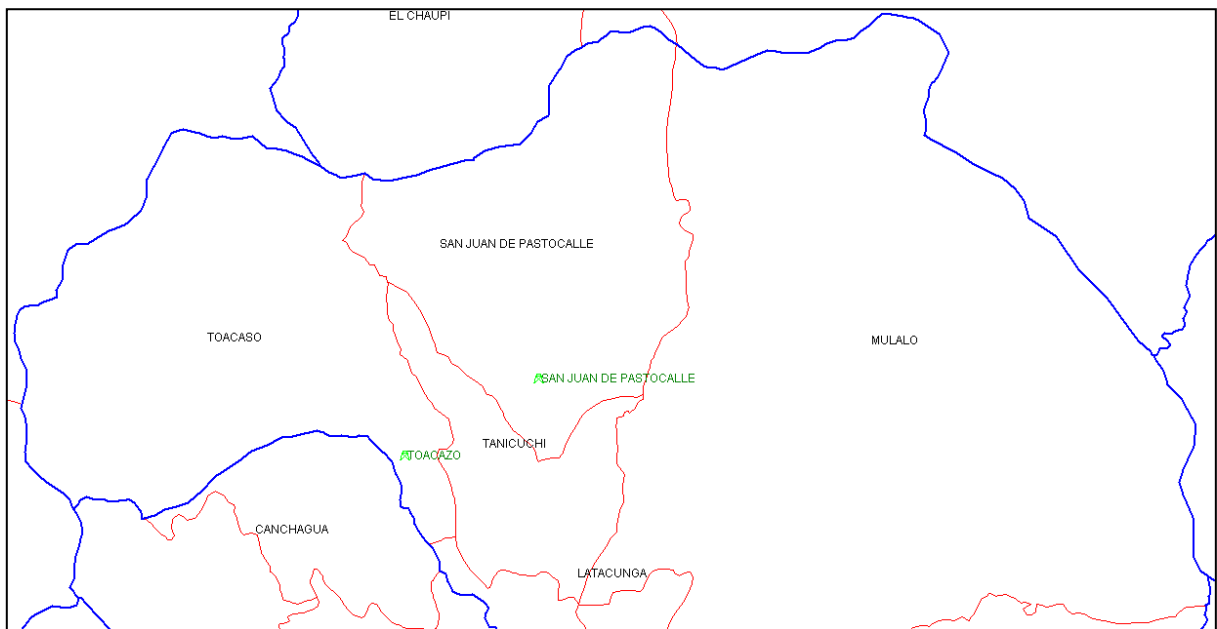 EL CHAUPI
SAN JUAN DE PASTOCALLE
TOACASO
MULALO
SAN JUAN DE PASTOCALLE
TANICUCHI
TOACAZO
CANCHAGUA
LATACUNGA